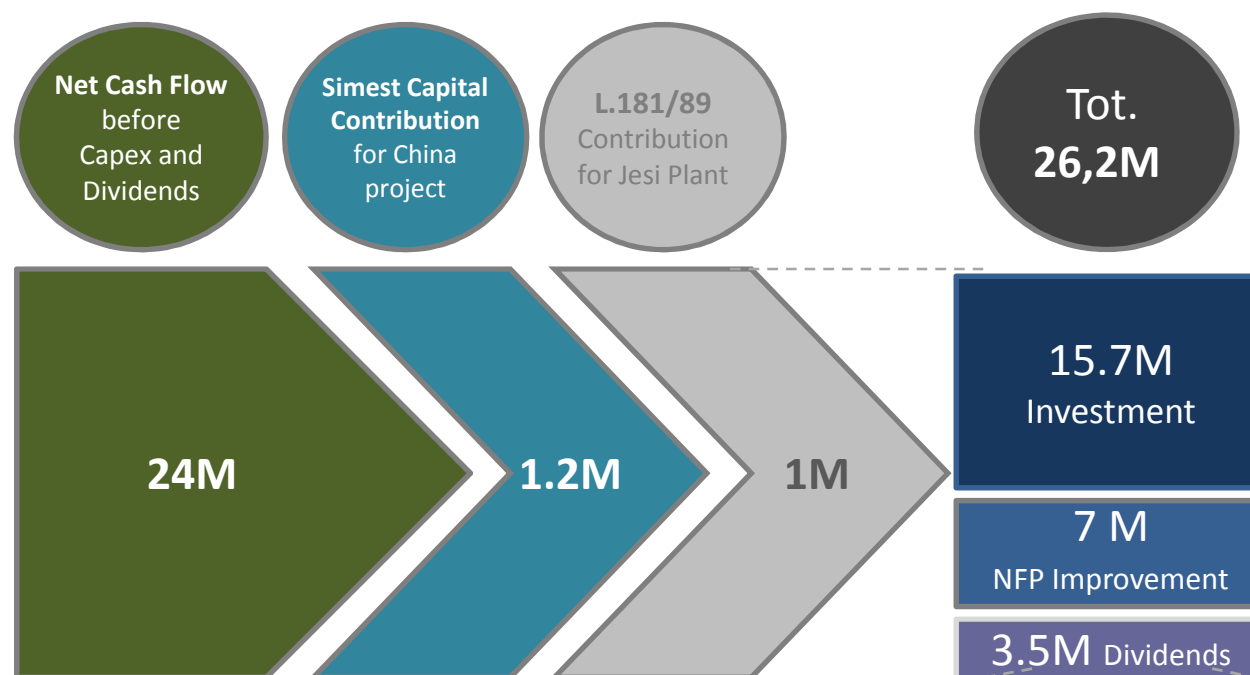 Net Cash Flow
before
Capex and
Dividends
Simest Capital
Contribution
for China
project
L.181/89
Contribution
for Jesi Plant
Tot.
26,2M
24M
1.2M
1M
15.7M
Investment
7 M
NFP Improvement
3.5M Dividends